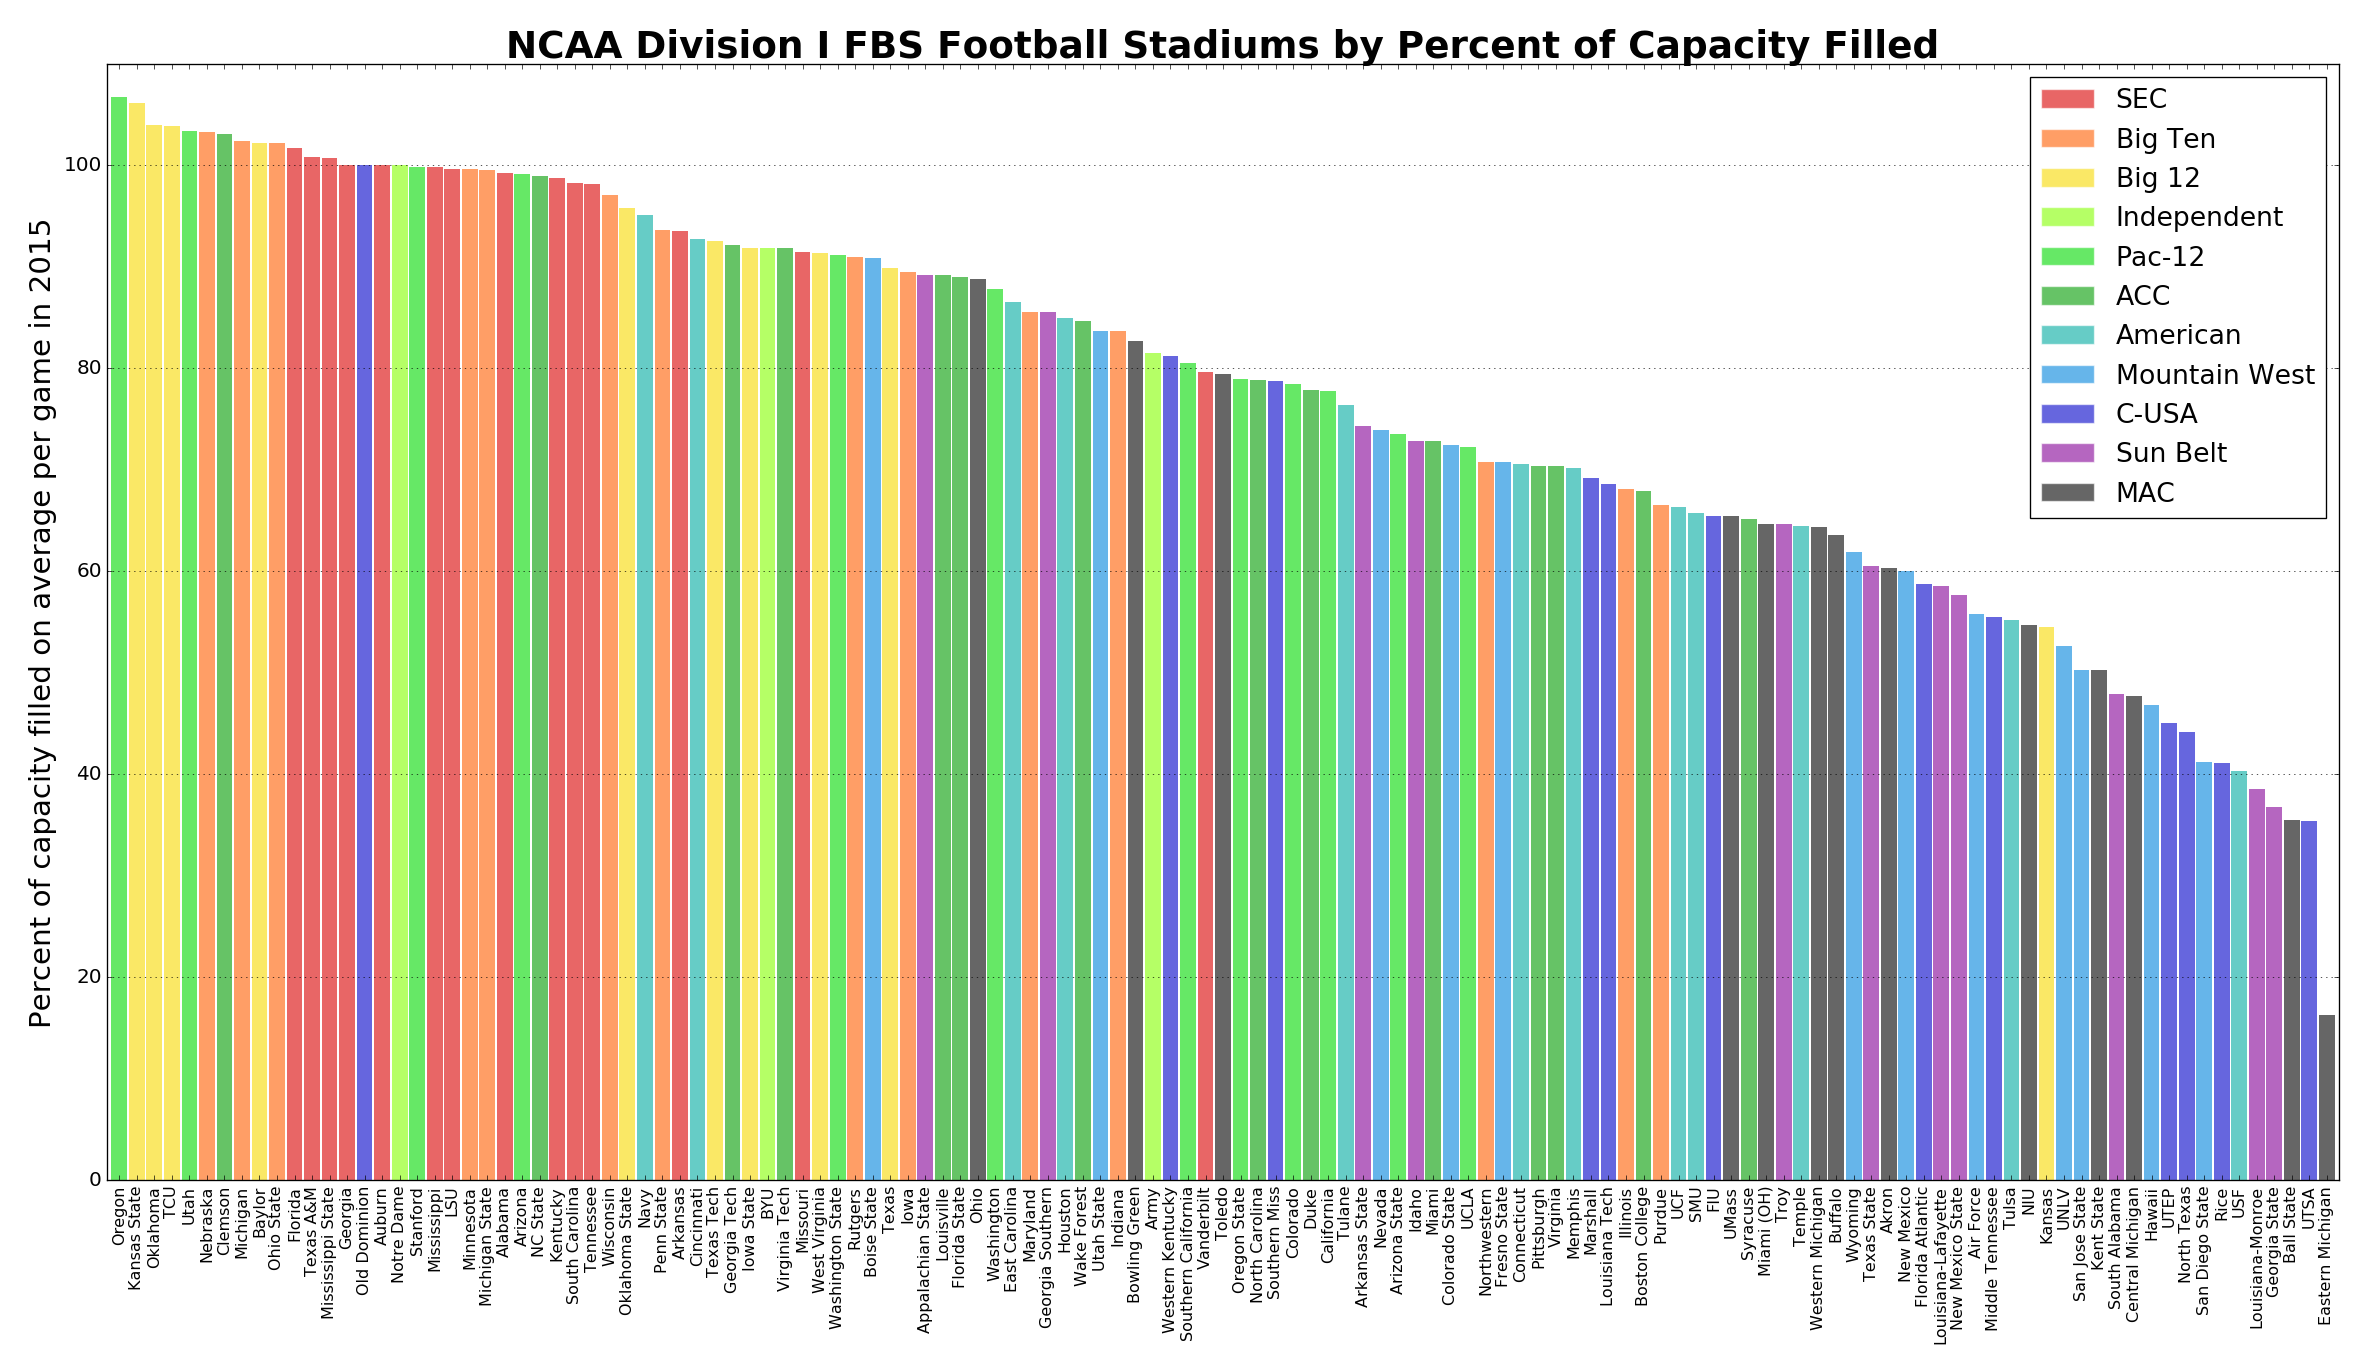 NCAA Division I FBS Football Stadiums by Percent of Capacity Filled
Percent of capacity filled on average per game in 2015
100
80
60
40
20
0
SEC
Big Ten
Big 12
Independent
Pac-12
ACC
American
Mountain West
C-USA
Sun Belt
MAC
Oregon
Kansas State
Oklahoma
TCU
Utah
Nebraska
Clemson
Michigan
Baylor
Ohio State
Florida
Texas A&M
Mississippi State
Georgia
Old Dominion
Auburn
Notre Dame
Stanford
Mississippi
LSU
Minnesota
Michigan State
Alabama
Arizona
NC State
Kentucky
South Carolina
Tennessee
Wisconsin
Oklahoma State
Navy
Penn State
Arkansas
Cincinnati
Texas Tech
Georgia Tech
Iowa State
BYU
Virginia Tech
Missouri
West Virginia
Washington State
Rutgers
Boise State
Texas
Iowa
Appalachian State
Louisville
Florida State
Ohio
Washington
East Carolina
Maryland
Georgia Southern
Houston
Wake Forest
Utah State
Indiana
Bowling Green
Army
Western Kentucky
Southern California
Vanderbilt
Toledo
Oregon State
North Carolina
Southern Miss
Colorado
Duke
California
Tulane
Arkansas State
Nevada
Arizona State
Idaho
Miami
Colorado State
UCLA
Northwestern
Fresno State
Connecticut
Pittsburgh
Virginia
Memphis
Marshall
Louisiana Tech
Illinois
Boston College
Purdue
UCF
SMU
FIU
UMass
Syracuse
Miami (OH)
Troy
Temple
Western Michigan
Buffalo
Wyoming
Texas State
Akron
New Mexico
Florida Atlantic
Louisiana-Lafayette
New Mexico State
Air Force
Middle Tennessee
Tulsa
NIU
Kansas
UNLV
San Jose State
Kent State
South Alabama
Central Michigan
Hawaii
UTEP
North Texas
San Diego State
Rice
USF
Louisiana-Monroe
Georgia State
Ball State
UTSA
Eastern Michigan